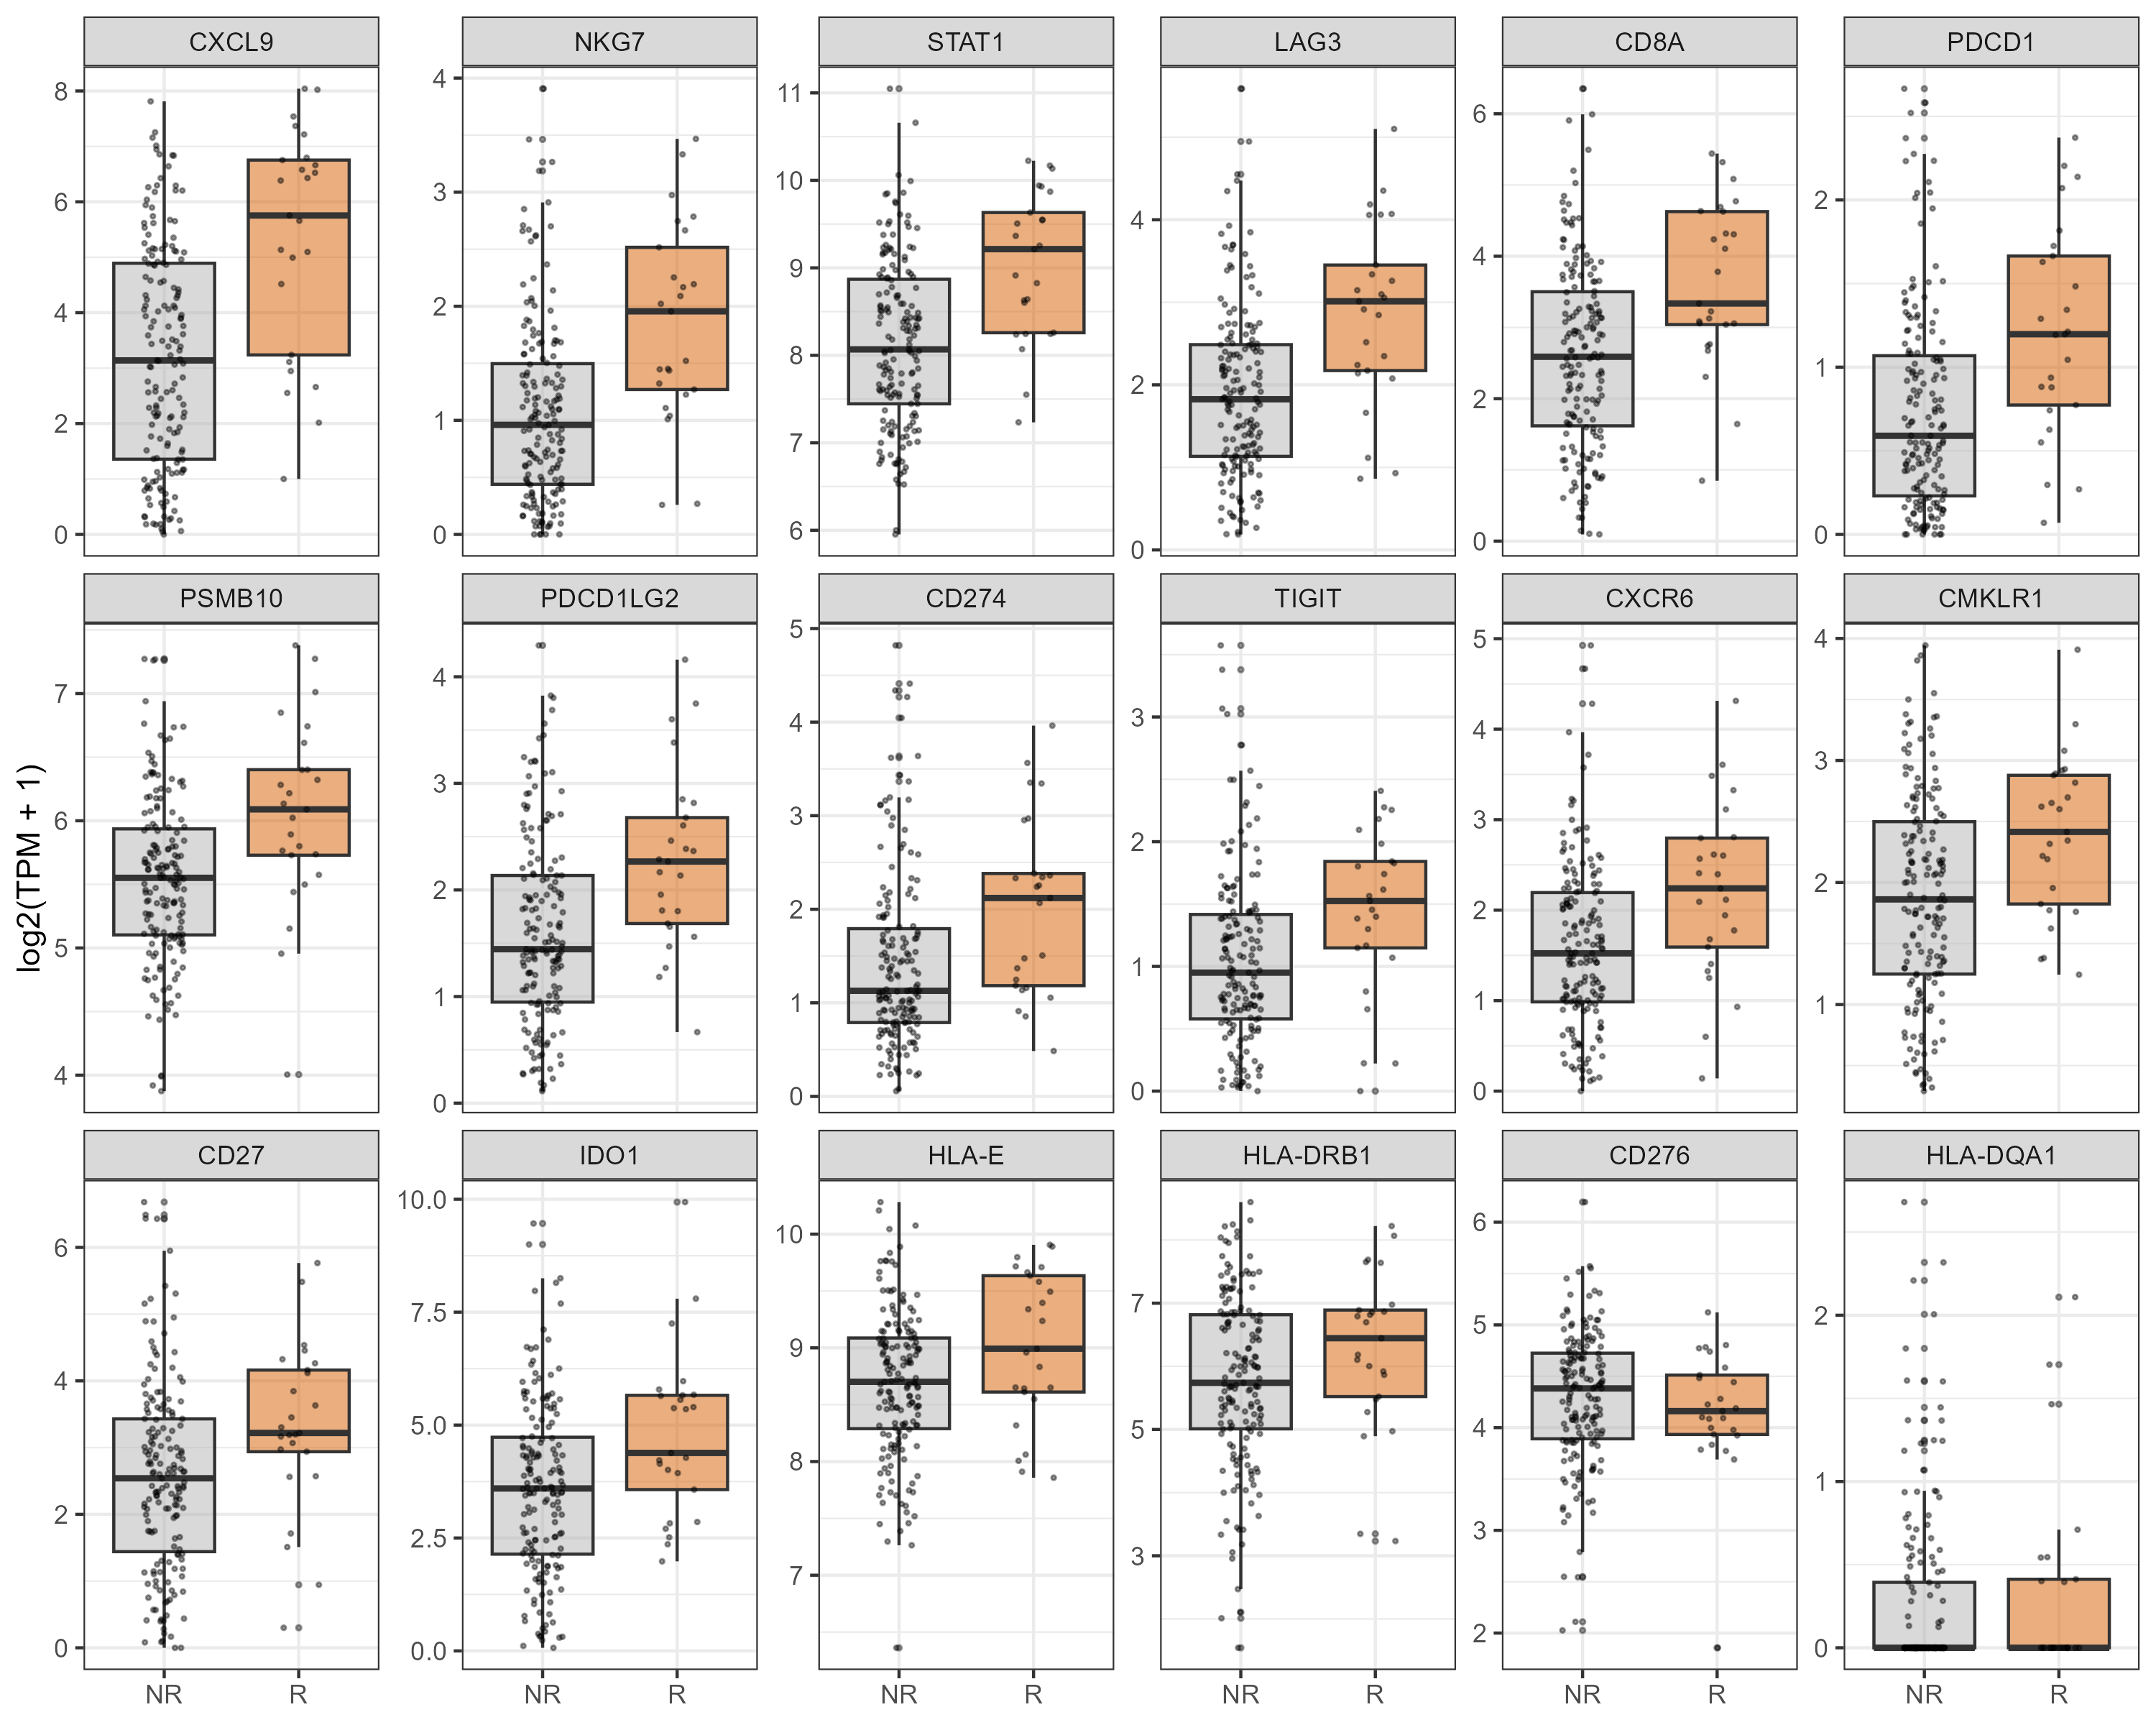 CXCL9 NKG7 STAT1 LAG3 CD8A PDCD1
8 6 4 2 0
4 3 2 1 0
11 10 9 8 7 6
4 2 0
6 4 2 0
2 1 0
PSMB10 PDCD1LG2 CD274 TIGIT CXCR6 CMKLR1
7 6 5 4
4 3 2 1 0
5 4 3 2 1 0
3 2 1 0
5 4 3 2 1 0
4 3 2 1
log2(TPM + 1)
CD27 IDO1 HLA-E HLA-DRB1 CD276 HLA-DQA1
6 4 2 0
10.0 7.5 5.0 2.5 0.0
10 9 8 7
7 5 3
6 5 4 3 2
2 1 0
NR R NR R NR R NR R NR R NR R